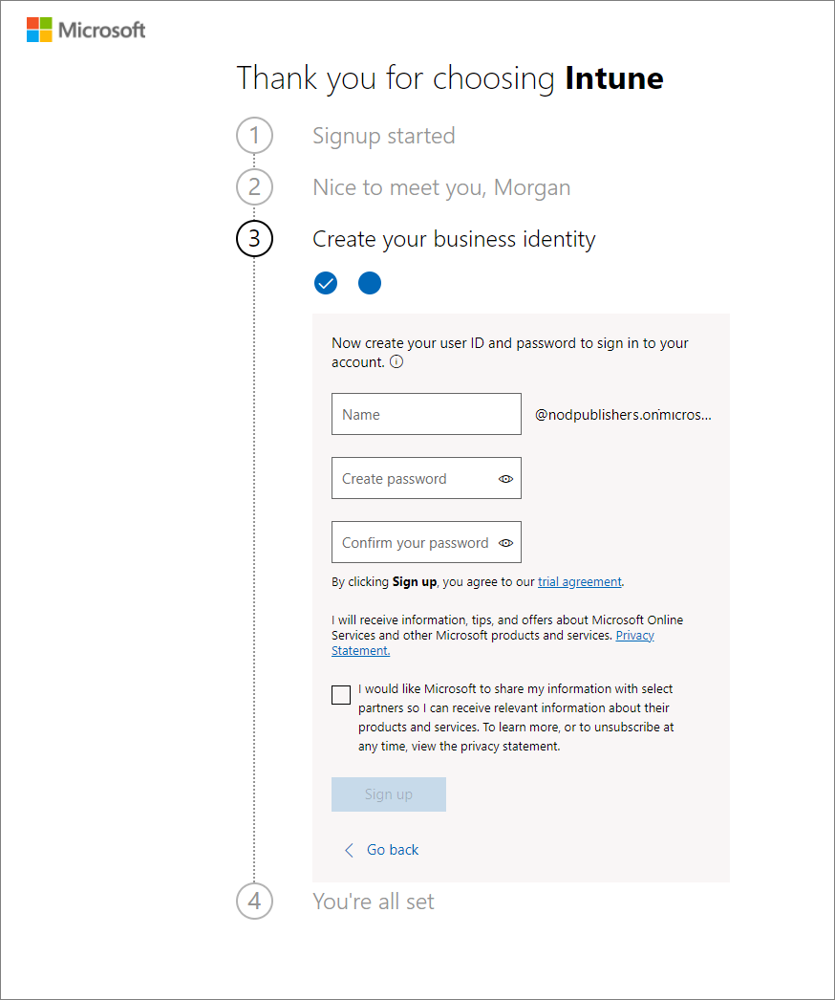 Microsoft
Thank you for choosing Intune
1 Signup started
2 Nice to meet you, Morgan
3 Create your business identity
Now create your user ID and password to sign in to your
account.
Name @nodpublishers.onmicros...
Create password
Confirm your password
By clicking Sign up, you agree to our trial agreement.
I will receive information, tips, and offers about Microsoft Online
Services and other Microsoft products and services. Privacy
Statement.
I would like Microsoft to share my information with select
partners so I can receive relevant information about their
products and services. To learn more, or to unsubscribe at
any time, view the privacy statement.
Sign up
Go back
4 You're all set